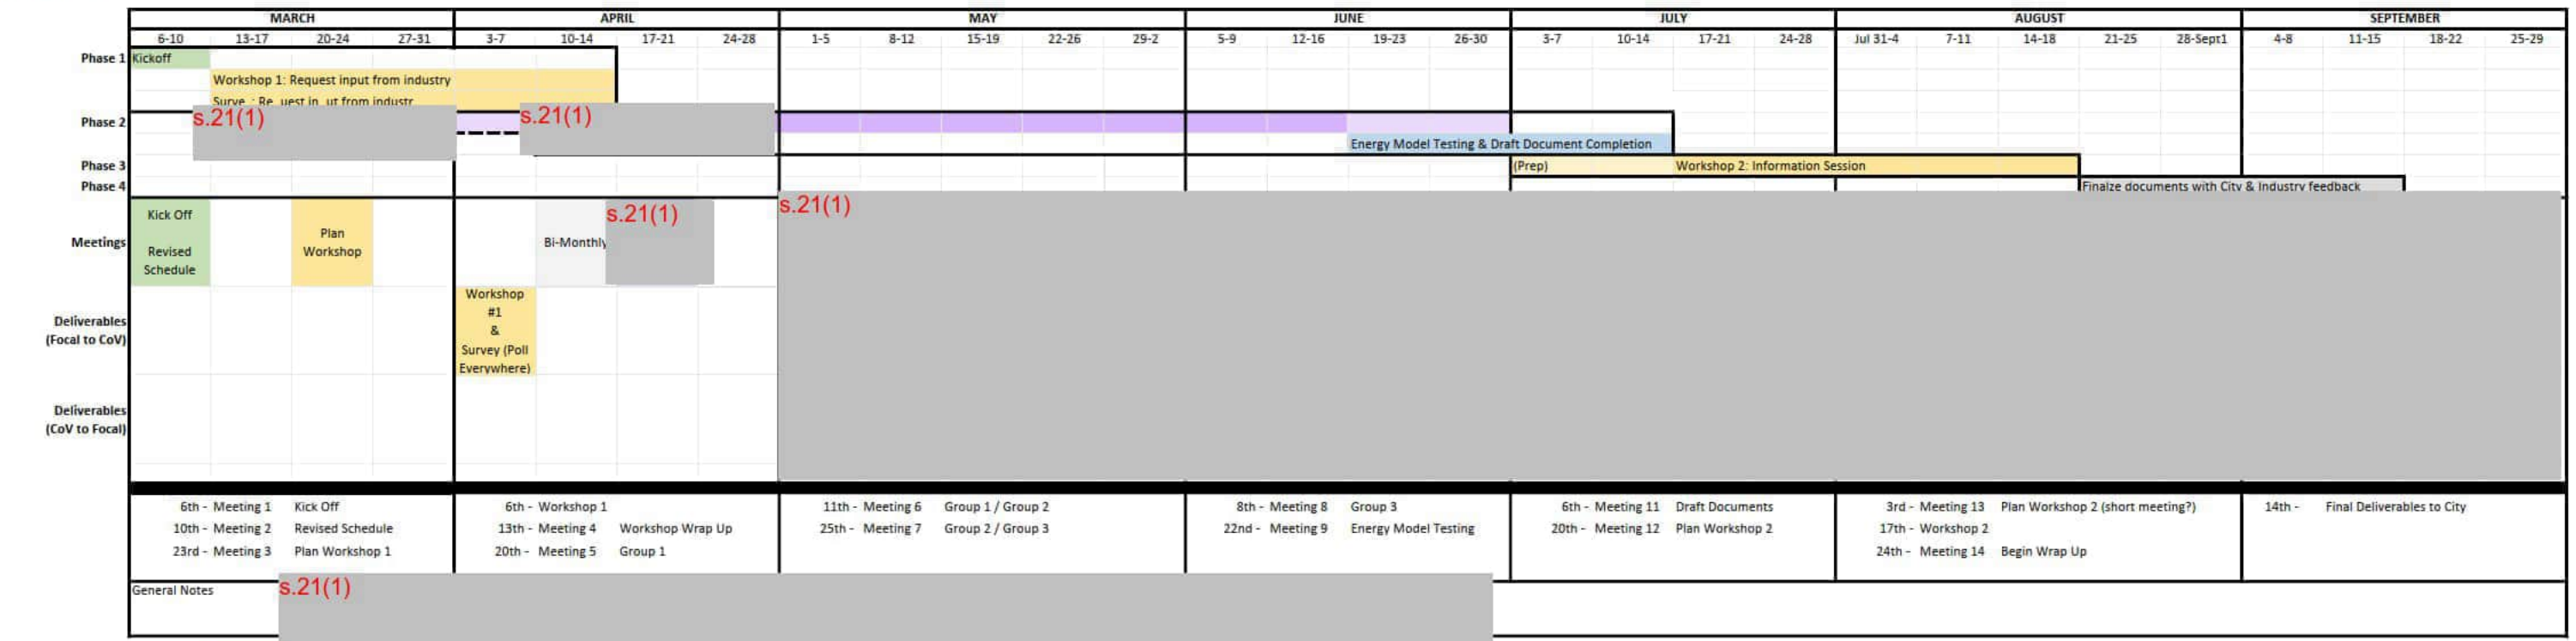 MARCH APRIL MAY JUNE JULY AUGUST SEPTEMBER
6-10 13-17 20-24 27-31 3-7 10-14 17-21 24-28 1-5 8-12 15-19 22-26 29-2 5-9 12-16 19-23 26-30 3-7 10-14 17-21 24-28 Jul 31-4 7-11 14-18 21-25 28-Sept1 4-8 11-15 18-22 25-29
Phase 1 Kickoff
Workshop 1: Request input from industry
Surve : Re uest in ut from industr
Phase 2 s.21(1) s.21(1)
Energy Model Testing & Draft Document Completion
Phase 3 (Prep) Workshop 2: Information Session
Phase 4 Finalze documents with City & Industry feedback
Meetings
Kick Off
Revised
Schedule
Plan
Workshop
Bi-Monthly
s.21(1)
s.21(1)
Deliverables
(Focal to CoV)
Workshop
#1
&
Survey (Poll
Everywhere)
Deliverables
(CoV to Focal)
6th - Meeting 1 Kick Off
10th - Meeting 2 Revised Schedule
23rd - Meeting 3 Plan Workshop 1
6th - Workshop 1
13th - Meeting 4 Workshop Wrap Up
20th - Meeting 5 Group 1
11th - Meeting 6 Group 1 / Group 2
25th - Meeting 7 Group 2 / Group 3
8th - Meeting 8 Group 3
22nd - Meeting 9 Energy Model Testing
6th - Meeting 11 Draft Documents
20th - Meeting 12 Plan Workshop 2
3rd - Meeting 13 Plan Workshop 2 (short meeting?)
17th - Workshop 2
24th - Meeting 14 Begin Wrap Up
14th - Final Deliverables to City
General Notes s.21(1)